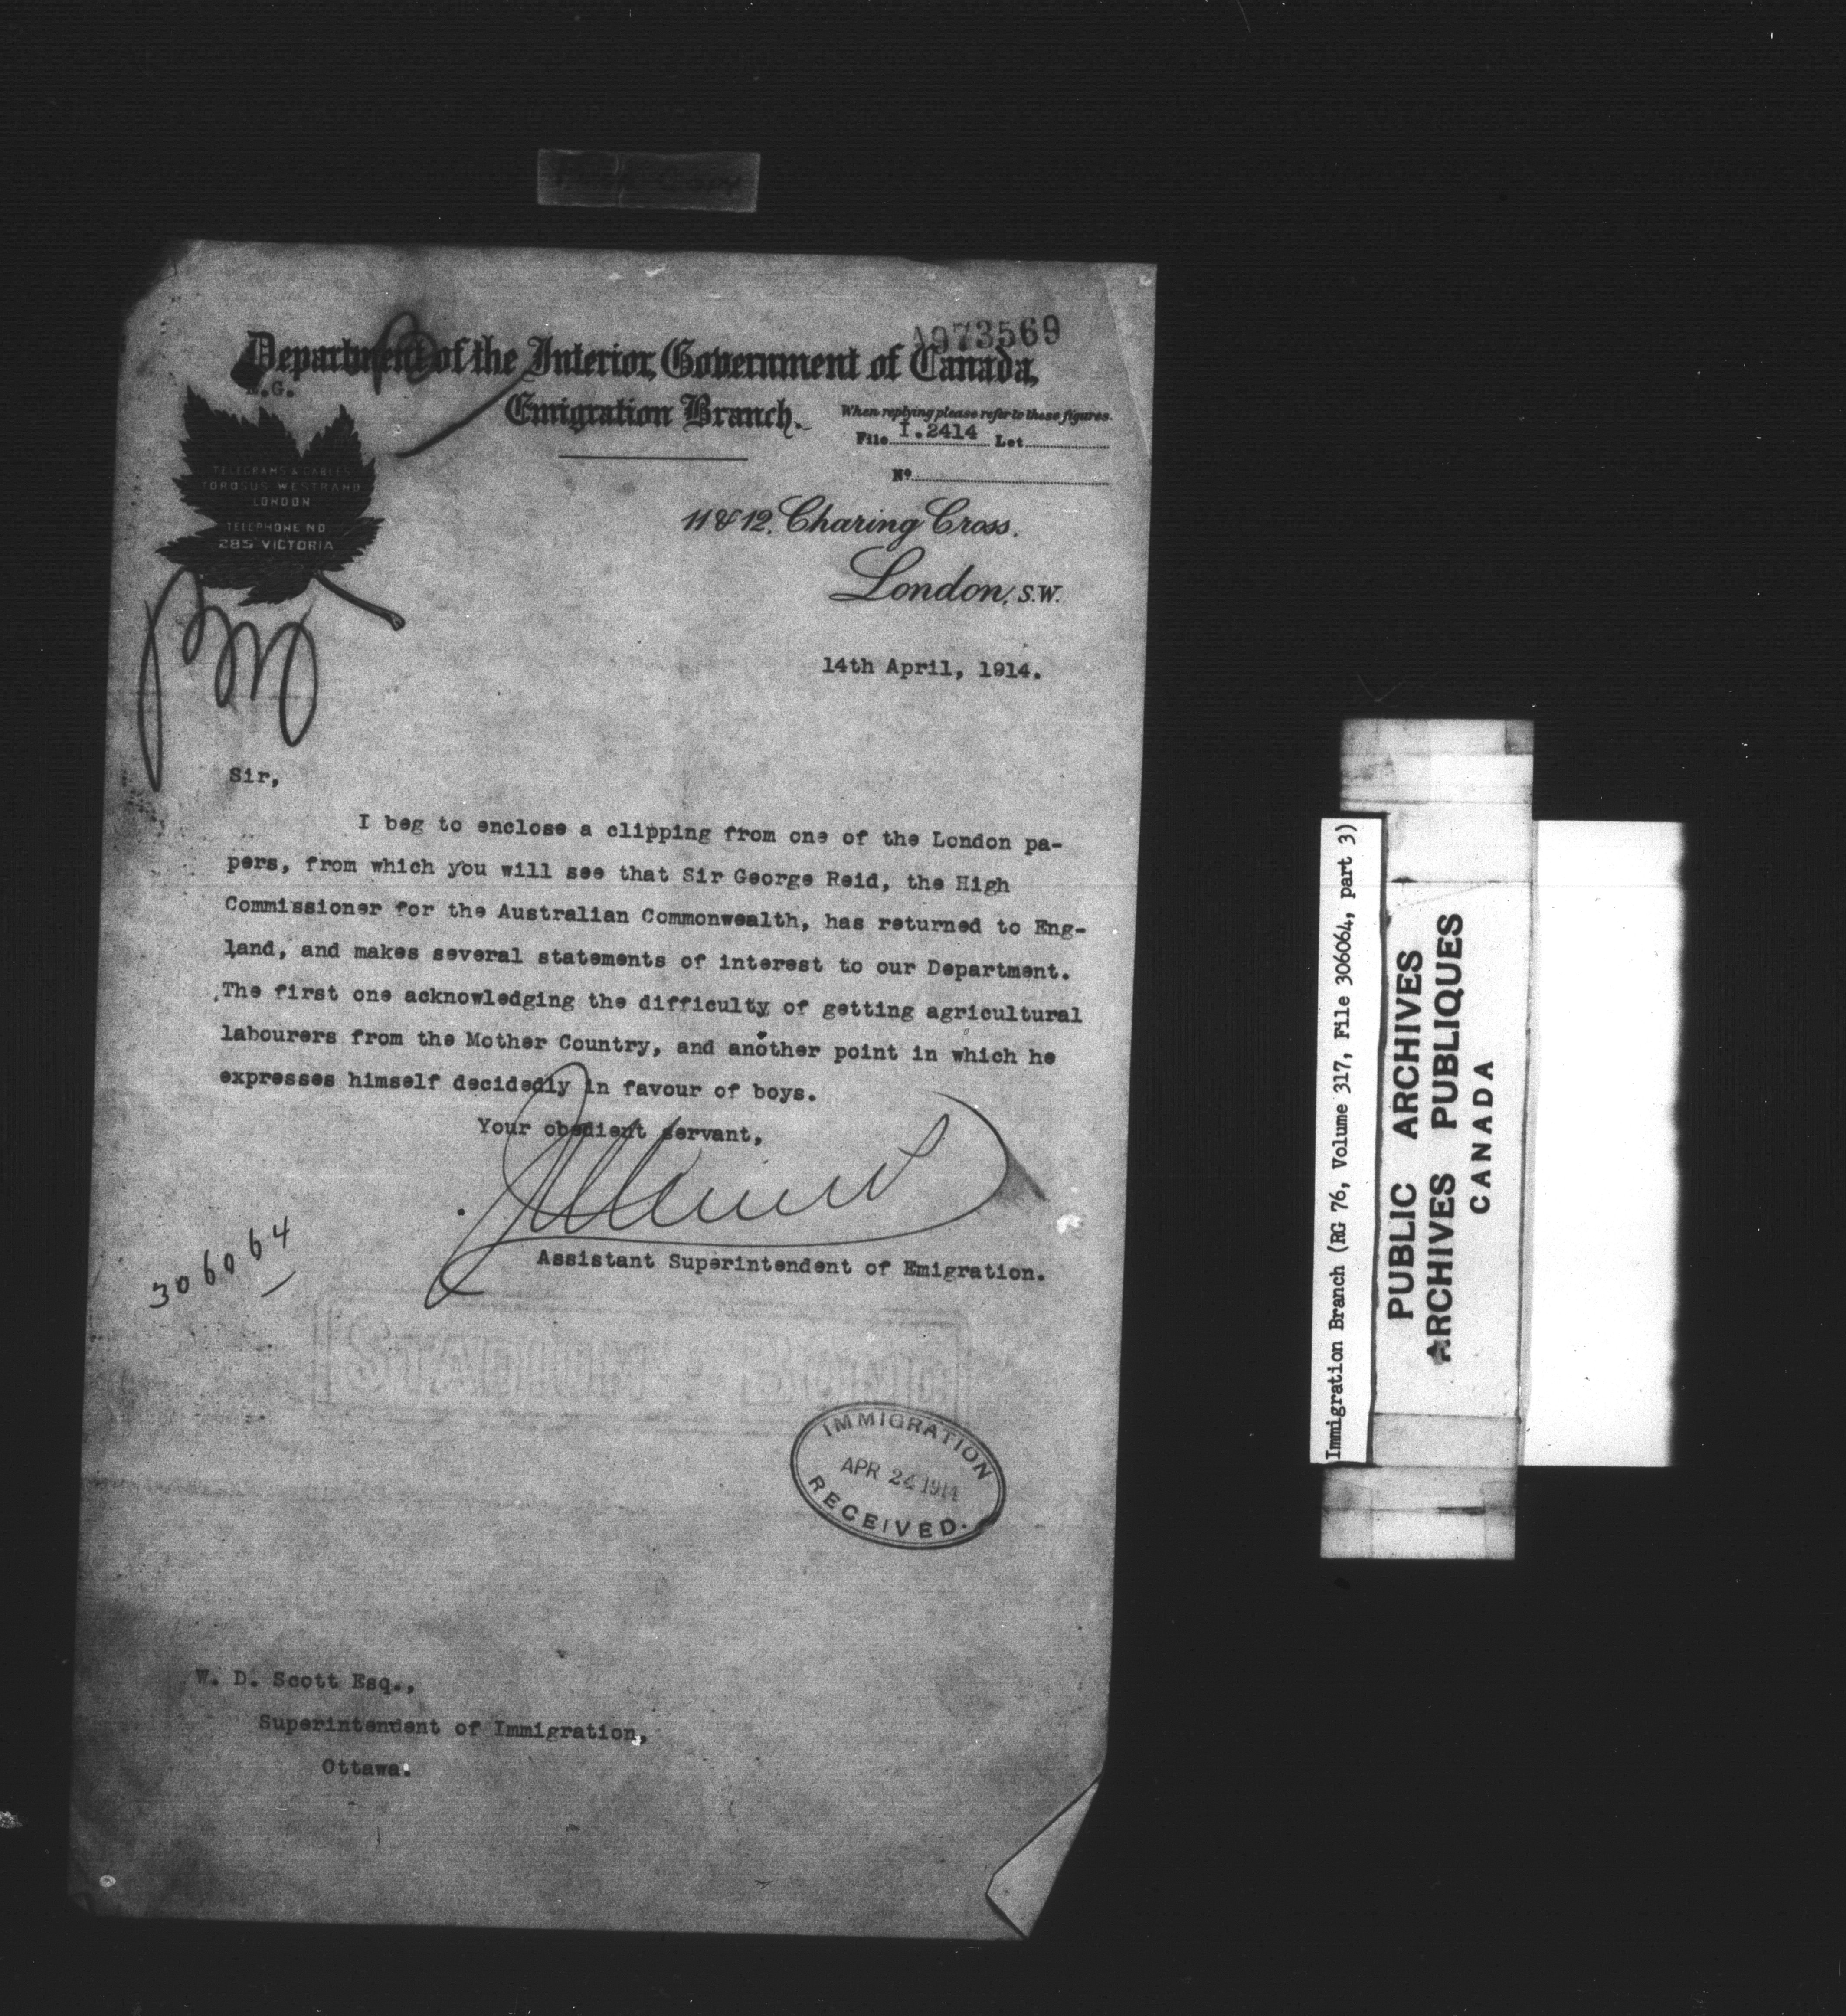 Poor Copy
A973569
Department of the Interior, Government of Canada,
.G.
Emigration Branch.
When replying please refer to these figures.
File I.2414 Let
No
TELEGRAMS & CABLES
TOROSUS WESTRAND
LONDON
TELEPHONE NO
285 VICTORIA
11 & 12, Charing Cross.
London, S.W.
14th April, 1914.
Sir,
I beg to enclose a clipping from one of the London pa-
pers, from which you will see that Sir George Reid, the High
Commissioner for the Australian Commonwealth, has returned to Eng-
land, and makes several statements of interest to our Department.
The first one acknowledging the difficulty of getting agricultural
labourers from the Mother Country, and another point in which he
expresses himself decidedly in favour of boys.
Your obedient servant,
Assistant Superintendent of Emigration.
306064
STADIUM BOND
IMMIGRATION
APR 24 1914
RECEIVED.
W. D. Scott Esq.,
Superintendent of Immigration,
Ottawa.
Immigration Branch (RG 76, Volume 317, File 306064, part 3)
PUBLIC ARCHIVES
ARCHIVES PUBLIQUES
CANADA